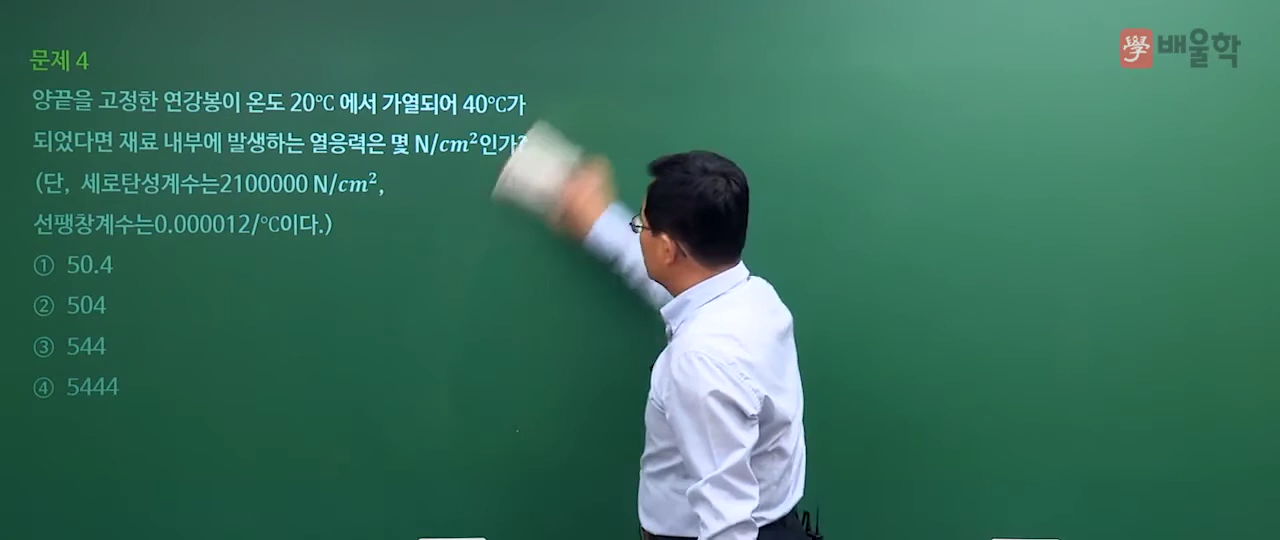 學 배울학
문제 4
양끝을 고정한 연강봉이 온도 20℃ 에서 가열되어 40℃가
되었다면 재료 내부에 발생하는 열응력은 몇 N/cm²인가?
(단, 세로탄성계수는2100000 N/cm²,
선팽창계수는0.000012/℃이다.)
① 50.4
② 504
③ 544
④ 5444